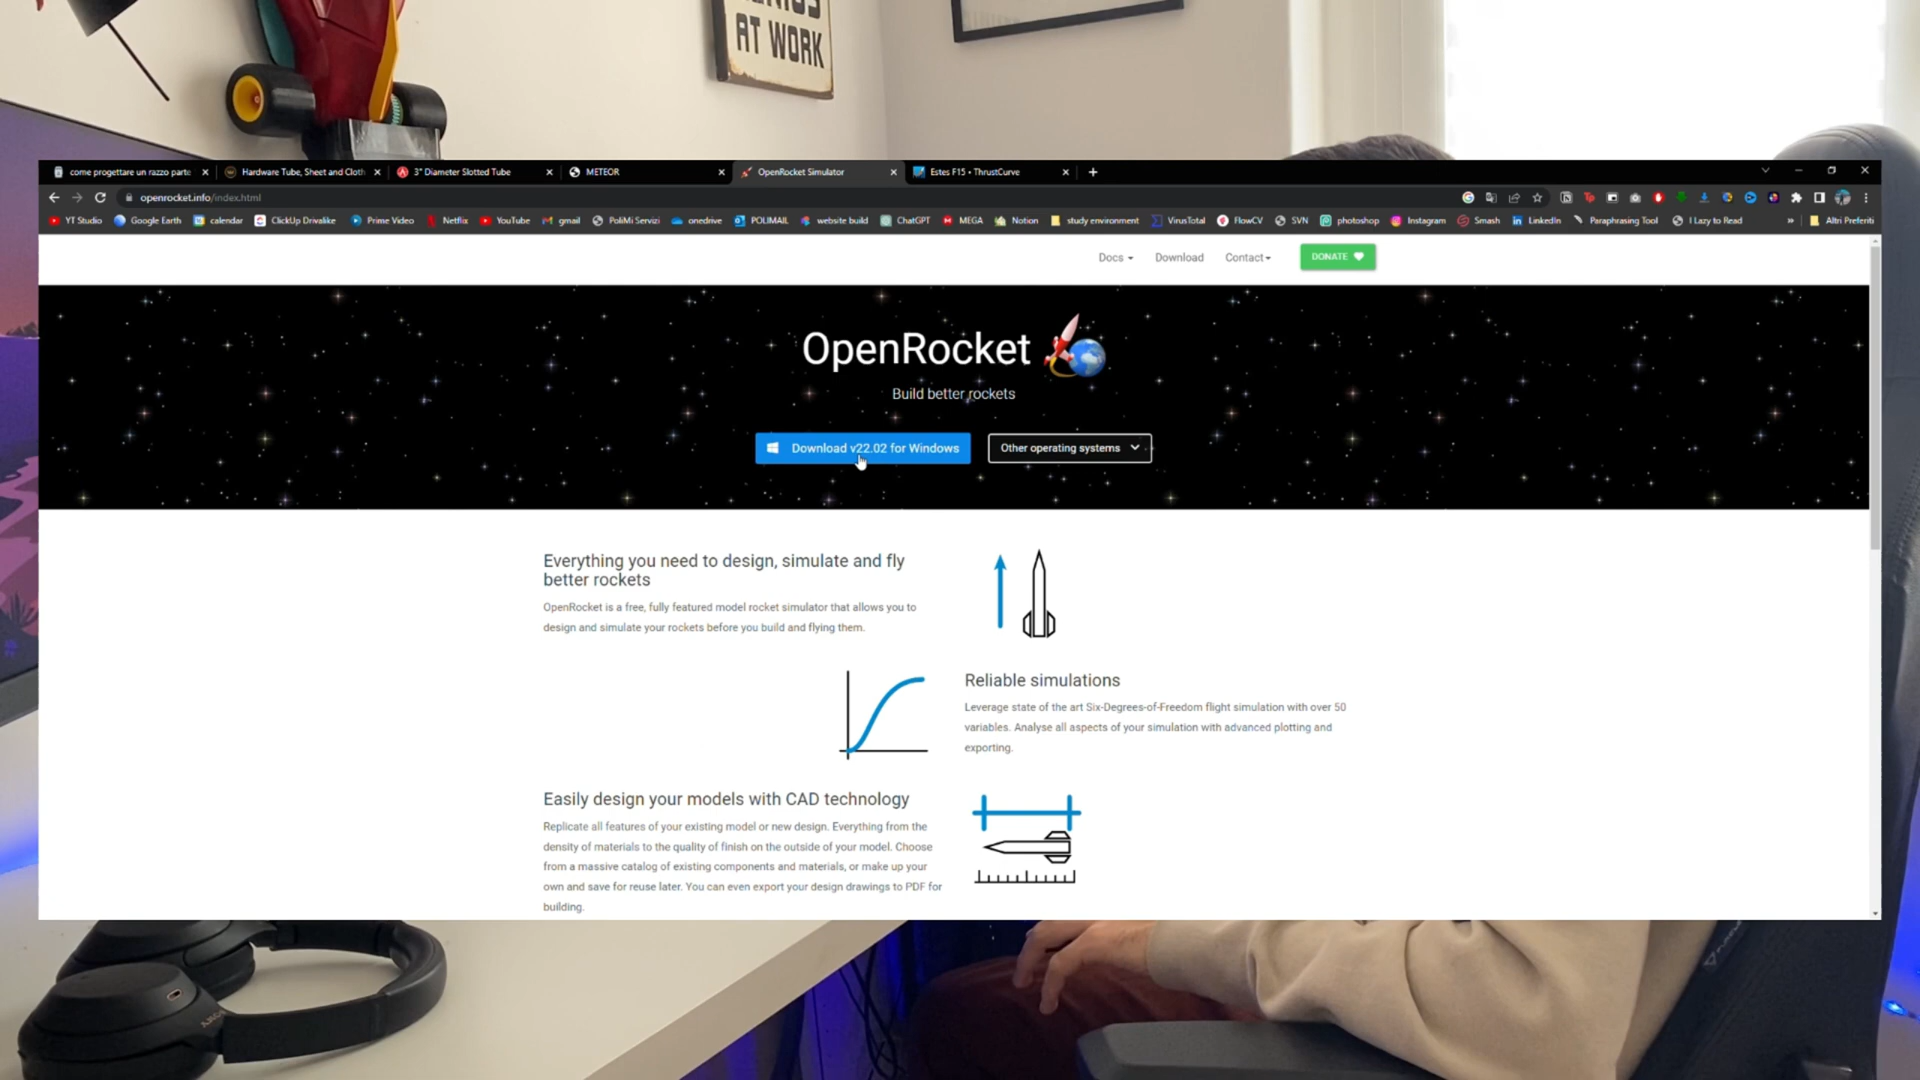 AT WORK
come progettare un razzo parte
Hardware Tube, Sheet and Cloth
3" Diameter Slotted Tube
METEOR
OpenRocket Simulator
Estes F15 • ThrustCurve
openrocket.info/index.html
YT Studio
Google Earth
calendar
ClickUp Drivalike
Prime Video
Netflix
YouTube
gmail
PoliMi Servizi
onedrive
POLIMAIL
website build
ChatGPT
MEGA
Notion
study environment
VirusTotal
FlowCV
SVN
photoshop
Instagram
Smash
LinkedIn
Paraphrasing Tool
I Lazy to Read
»
Altri Preferiti
Docs
Download
Contact
DONATE
OpenRocket
Build better rockets
Download v22.02 for Windows
Other operating systems
Everything you need to design, simulate and fly
better rockets
OpenRocket is a free, fully featured model rocket simulator that allows you to
design and simulate your rockets before you build and flying them.
Reliable simulations
Leverage state of the art Six-Degrees-of-Freedom flight simulation with over 50
variables. Analyse all aspects of your simulation with advanced plotting and
exporting.
Easily design your models with CAD technology
Replicate all features of your existing model or new design. Everything from the
density of materials to the quality of finish on the outside of your model. Choose
from a massive catalog of existing components and materials, or make up your
own and save for reuse later. You can even export your design drawings to PDF for
building.
SONY